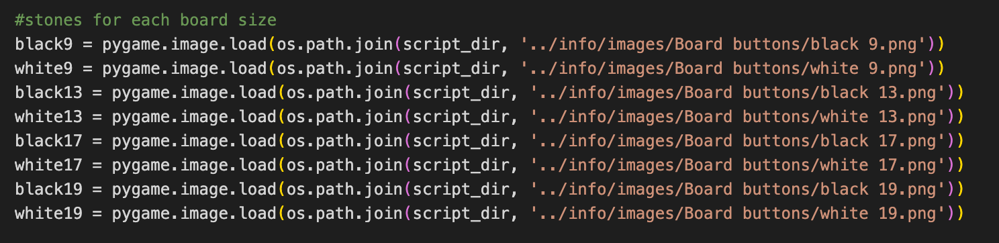 #stones for each board size
black9 = pygame.image.load(os.path.join(script_dir, '../info/images/Board buttons/black 9.png'))
white9 = pygame.image.load(os.path.join(script_dir, '../info/images/Board buttons/white 9.png'))
black13 = pygame.image.load(os.path.join(script_dir, '../info/images/Board buttons/black 13.png'))
white13 = pygame.image.load(os.path.join(script_dir, '../info/images/Board buttons/white 13.png'))
black17 = pygame.image.load(os.path.join(script_dir, '../info/images/Board buttons/black 17.png'))
white17 = pygame.image.load(os.path.join(script_dir, '../info/images/Board buttons/white 17.png'))
black19 = pygame.image.load(os.path.join(script_dir, '../info/images/Board buttons/black 19.png'))
white19 = pygame.image.load(os.path.join(script_dir, '../info/images/Board buttons/white 19.png'))